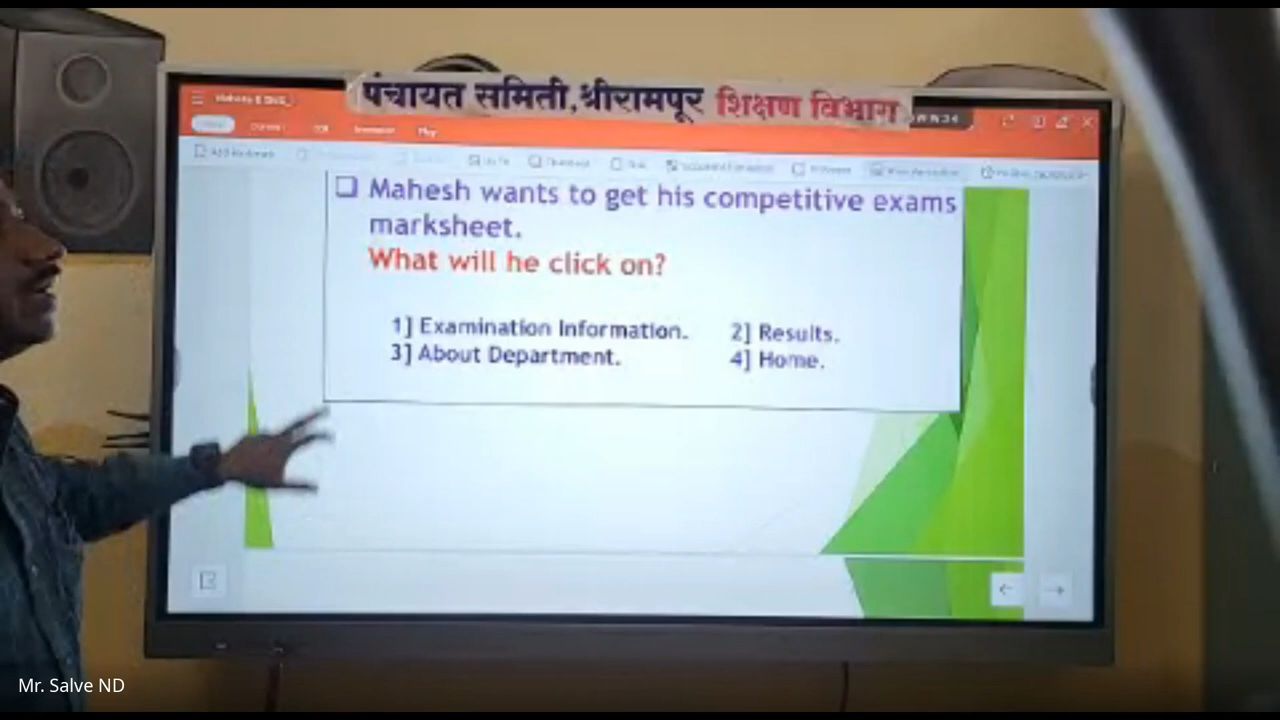 पंचायत समिती,श्रीरामपूर शिक्षण विभाग
❑ Mahesh wants to get his competitive exams
marksheet.
What will he click on?
1] Examination Information. 2] Results.
3] About Department. 4] Home.
Mr. Salve ND